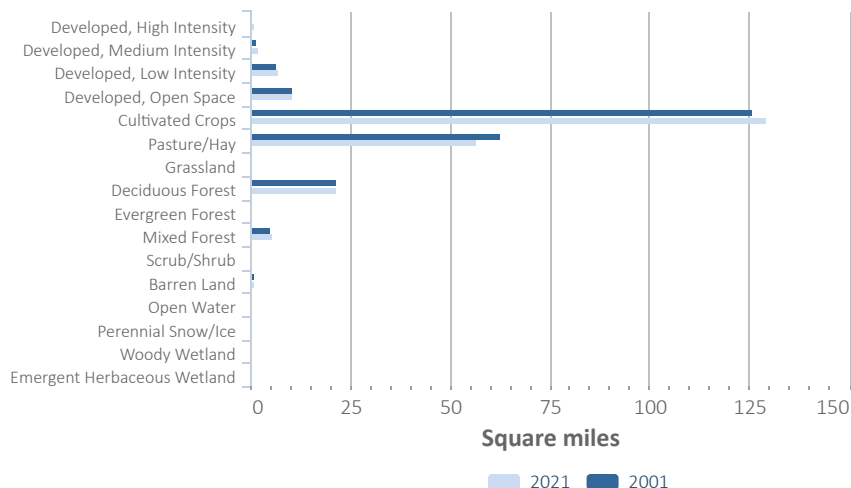 Developed, High Intensity
Developed, Medium Intensity
Developed, Low Intensity
Developed, Open Space
Cultivated Crops
Pasture/Hay
Grassland
Deciduous Forest
Evergreen Forest
Mixed Forest
Scrub/Shrub
Barren Land
Open Water
Perennial Snow/Ice
Woody Wetland
Emergent Herbaceous Wetland
0 25 50 75 100 125 150
Square miles
2021 2001